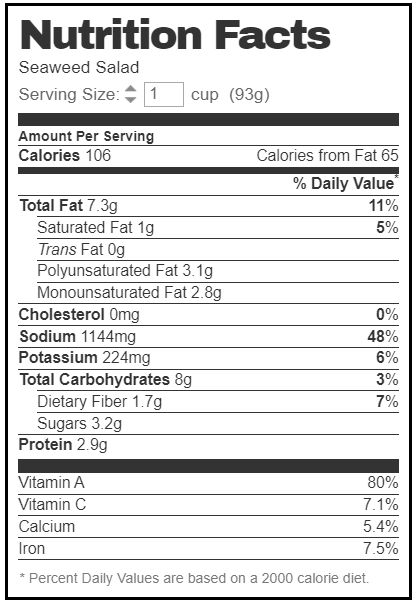 Nutrition Facts
Seaweed Salad
Serving Size: 1 cup (93g)
Amount Per Serving
Calories 106 Calories from Fat 65
% Daily Value*
Total Fat 7.3g 11%
Saturated Fat 1g 5%
Trans Fat 0g
Polyunsaturated Fat 3.1g
Monounsaturated Fat 2.8g
Cholesterol 0mg 0%
Sodium 1144mg 48%
Potassium 224mg 6%
Total Carbohydrates 8g 3%
Dietary Fiber 1.7g 7%
Sugars 3.2g
Protein 2.9g
Vitamin A 80%
Vitamin C 7.1%
Calcium 5.4%
Iron 7.5%
* Percent Daily Values are based on a 2000 calorie diet.